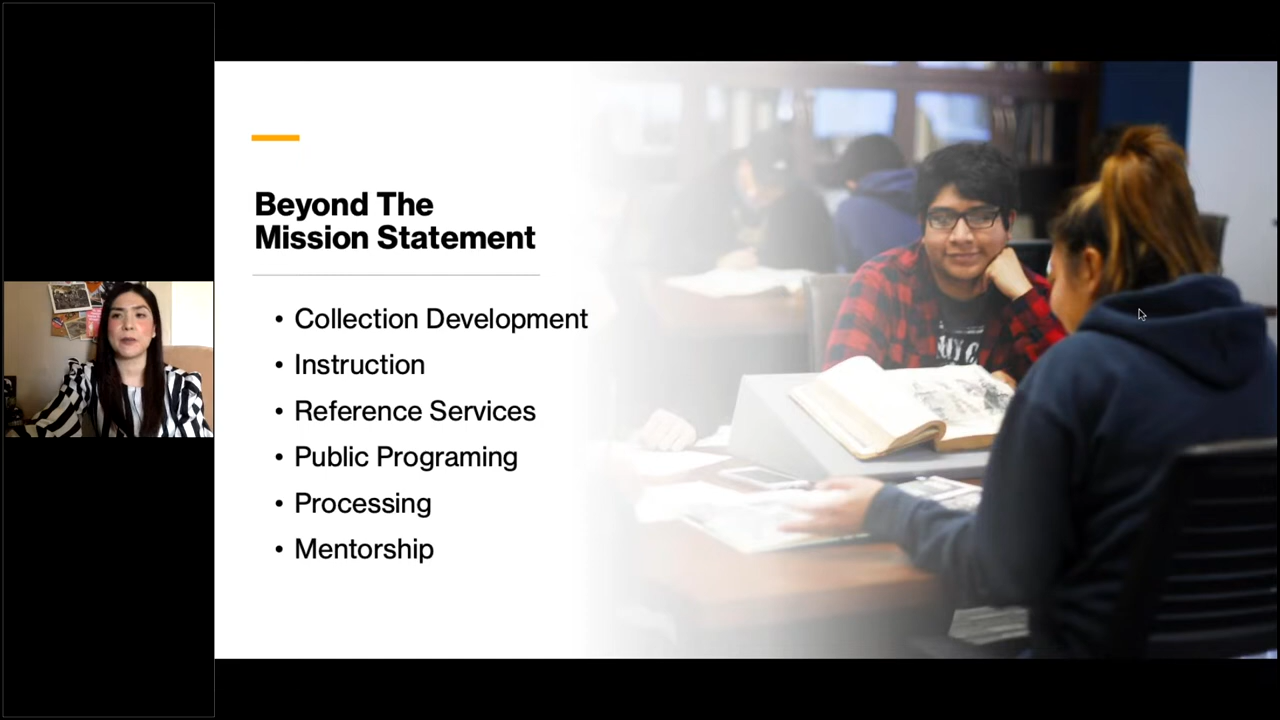 Beyond The
Mission Statement
• Collection Development
• Instruction
• Reference Services
• Public Programing
• Processing
• Mentorship